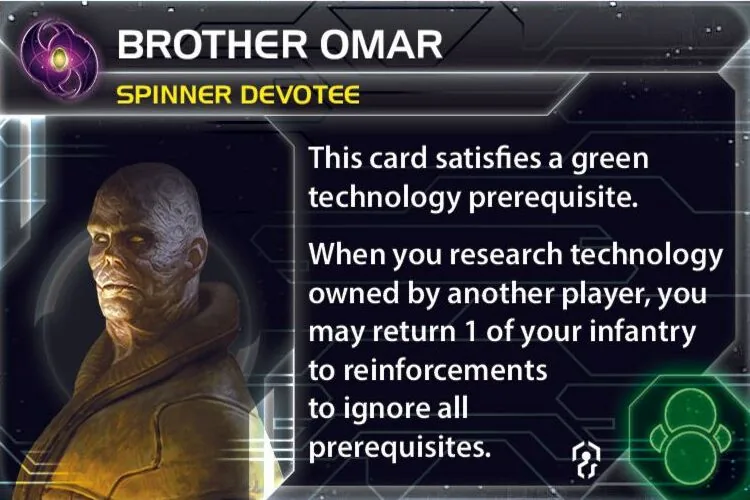 BROTHER OMAR
SPINNER DEVOTEE
This card satisfies a green
technology prerequisite.
When you research technology
owned by another player, you
may return 1 of your infantry
to reinforcements
to ignore all
prerequisites.